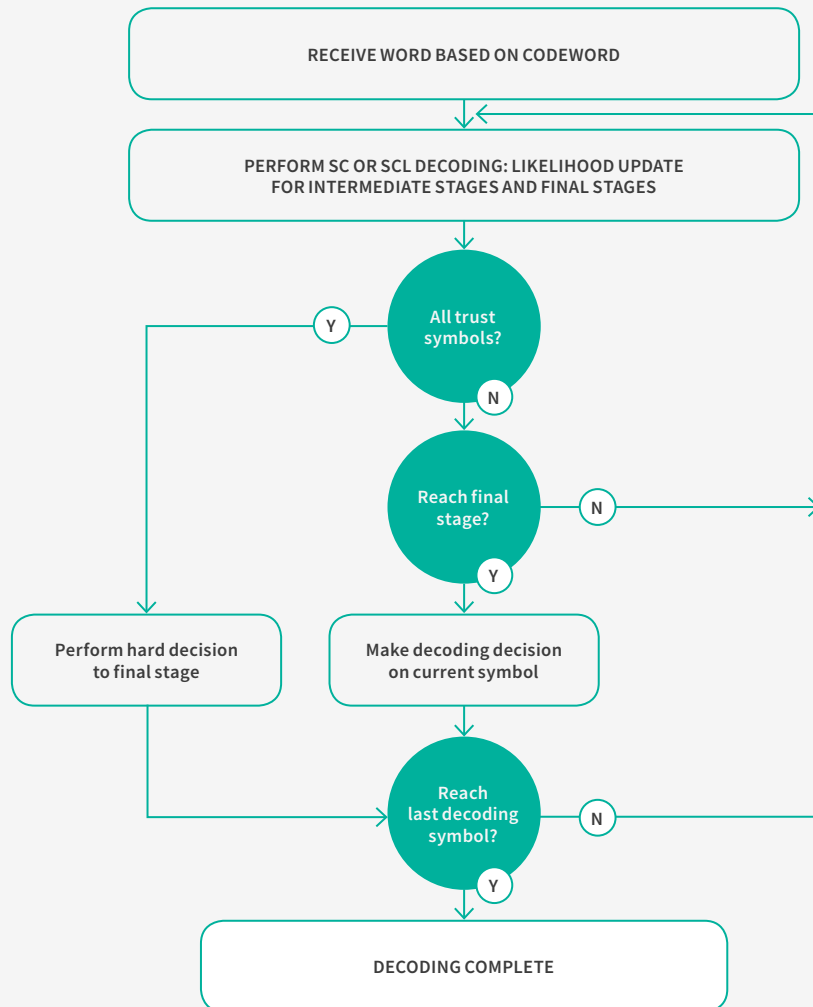 RECEIVE WORD BASED ON CODEWORD
PERFORM SC OR SCL DECODING: LIKELIHOOD UPDATE
FOR INTERMEDIATE STAGES AND FINAL STAGES
All trust
symbols?
Y
N
Reach final
stage?
N
Y
Perform hard decision
to final stage
Make decoding decision
on current symbol
Reach
last decoding
symbol?
N
Y
DECODING COMPLETE